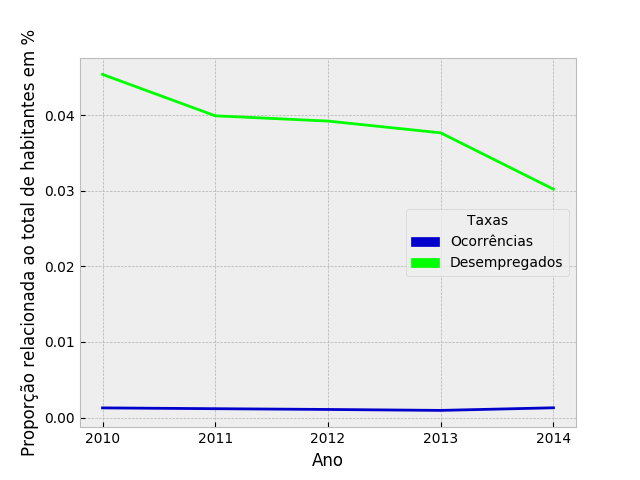 Proporção relacionada ao total de habitantes em %
0.04
0.03
0.02
0.01
0.00
Taxas
Ocorrências
Desempregados
2010 2011 2012 2013 2014
Ano